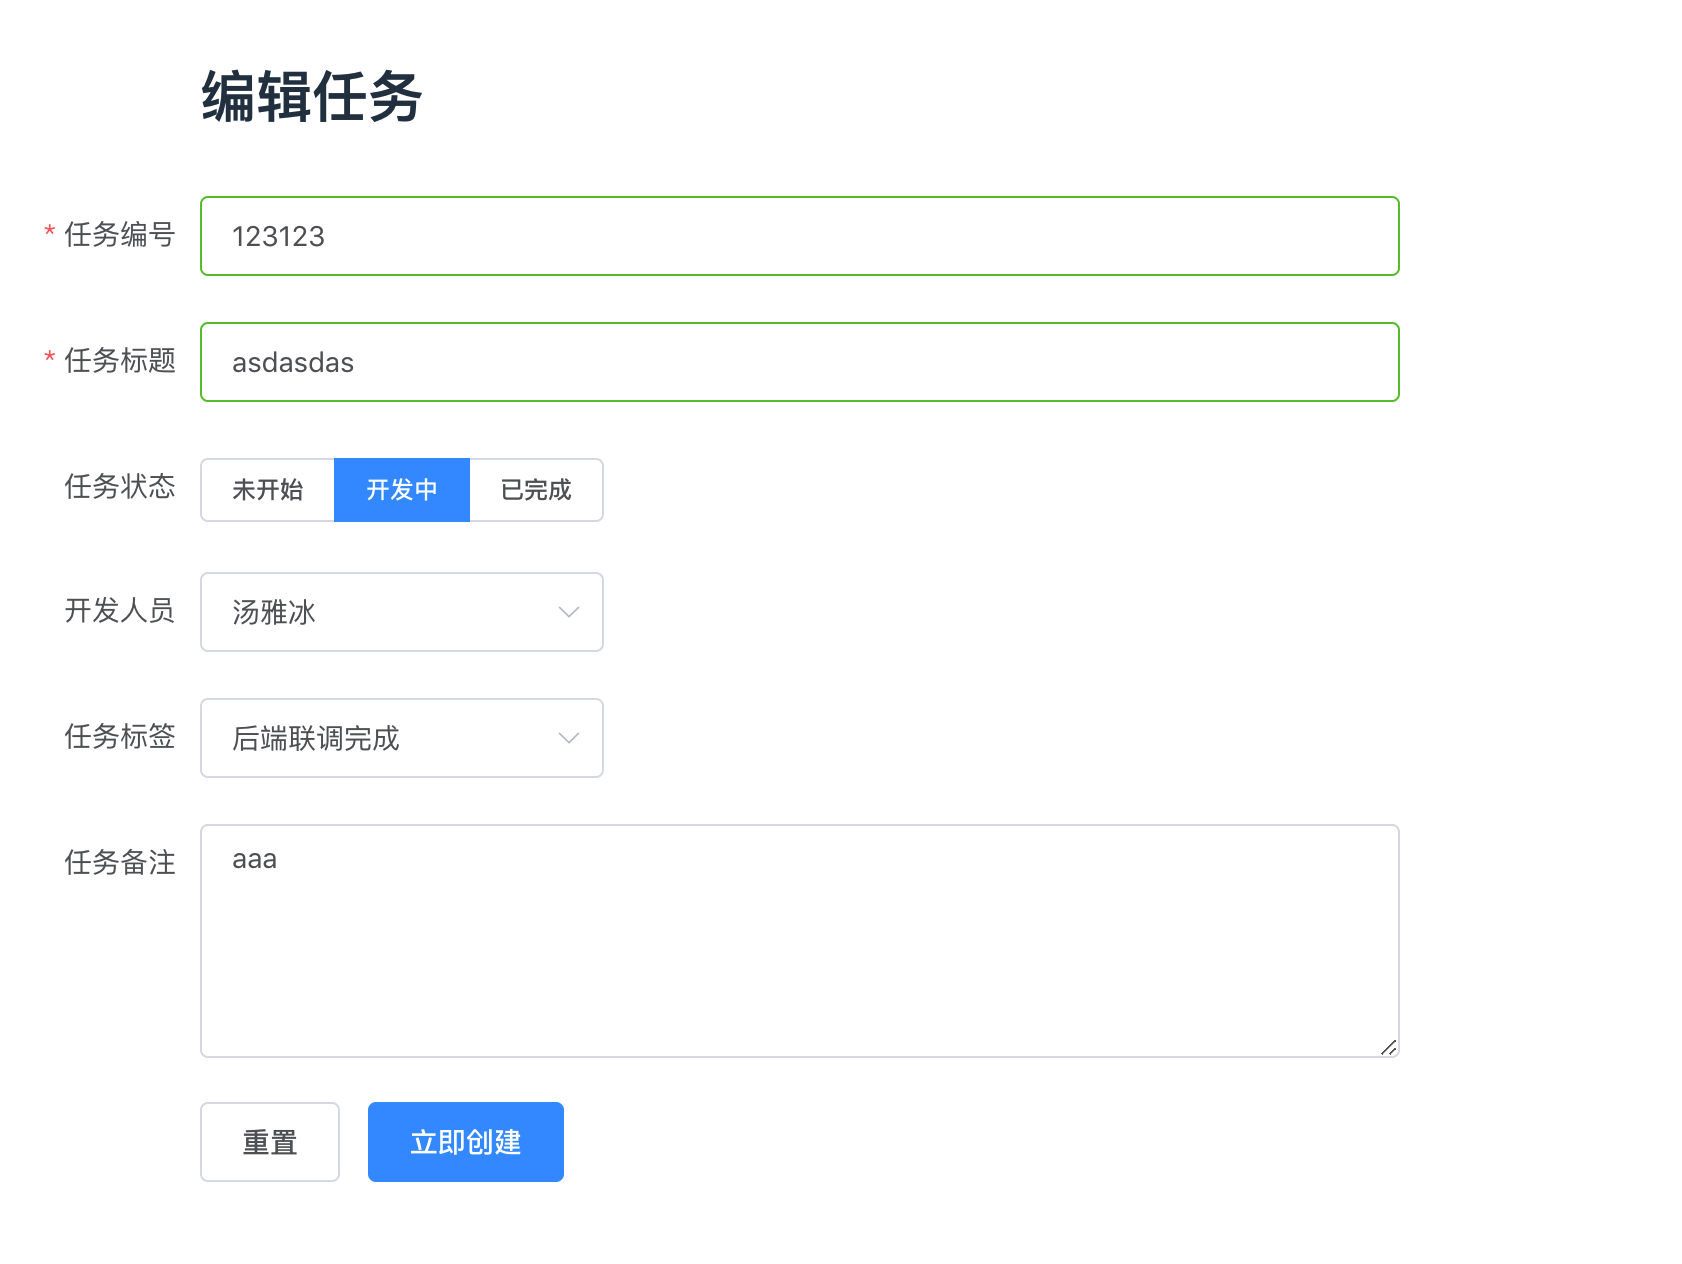 编辑任务
* 任务编号 123123
* 任务标题 asdasdas
任务状态 未开始 开发中 已完成
开发人员 汤雅冰
任务标签 后端联调完成
任务备注 aaa
重置 立即创建